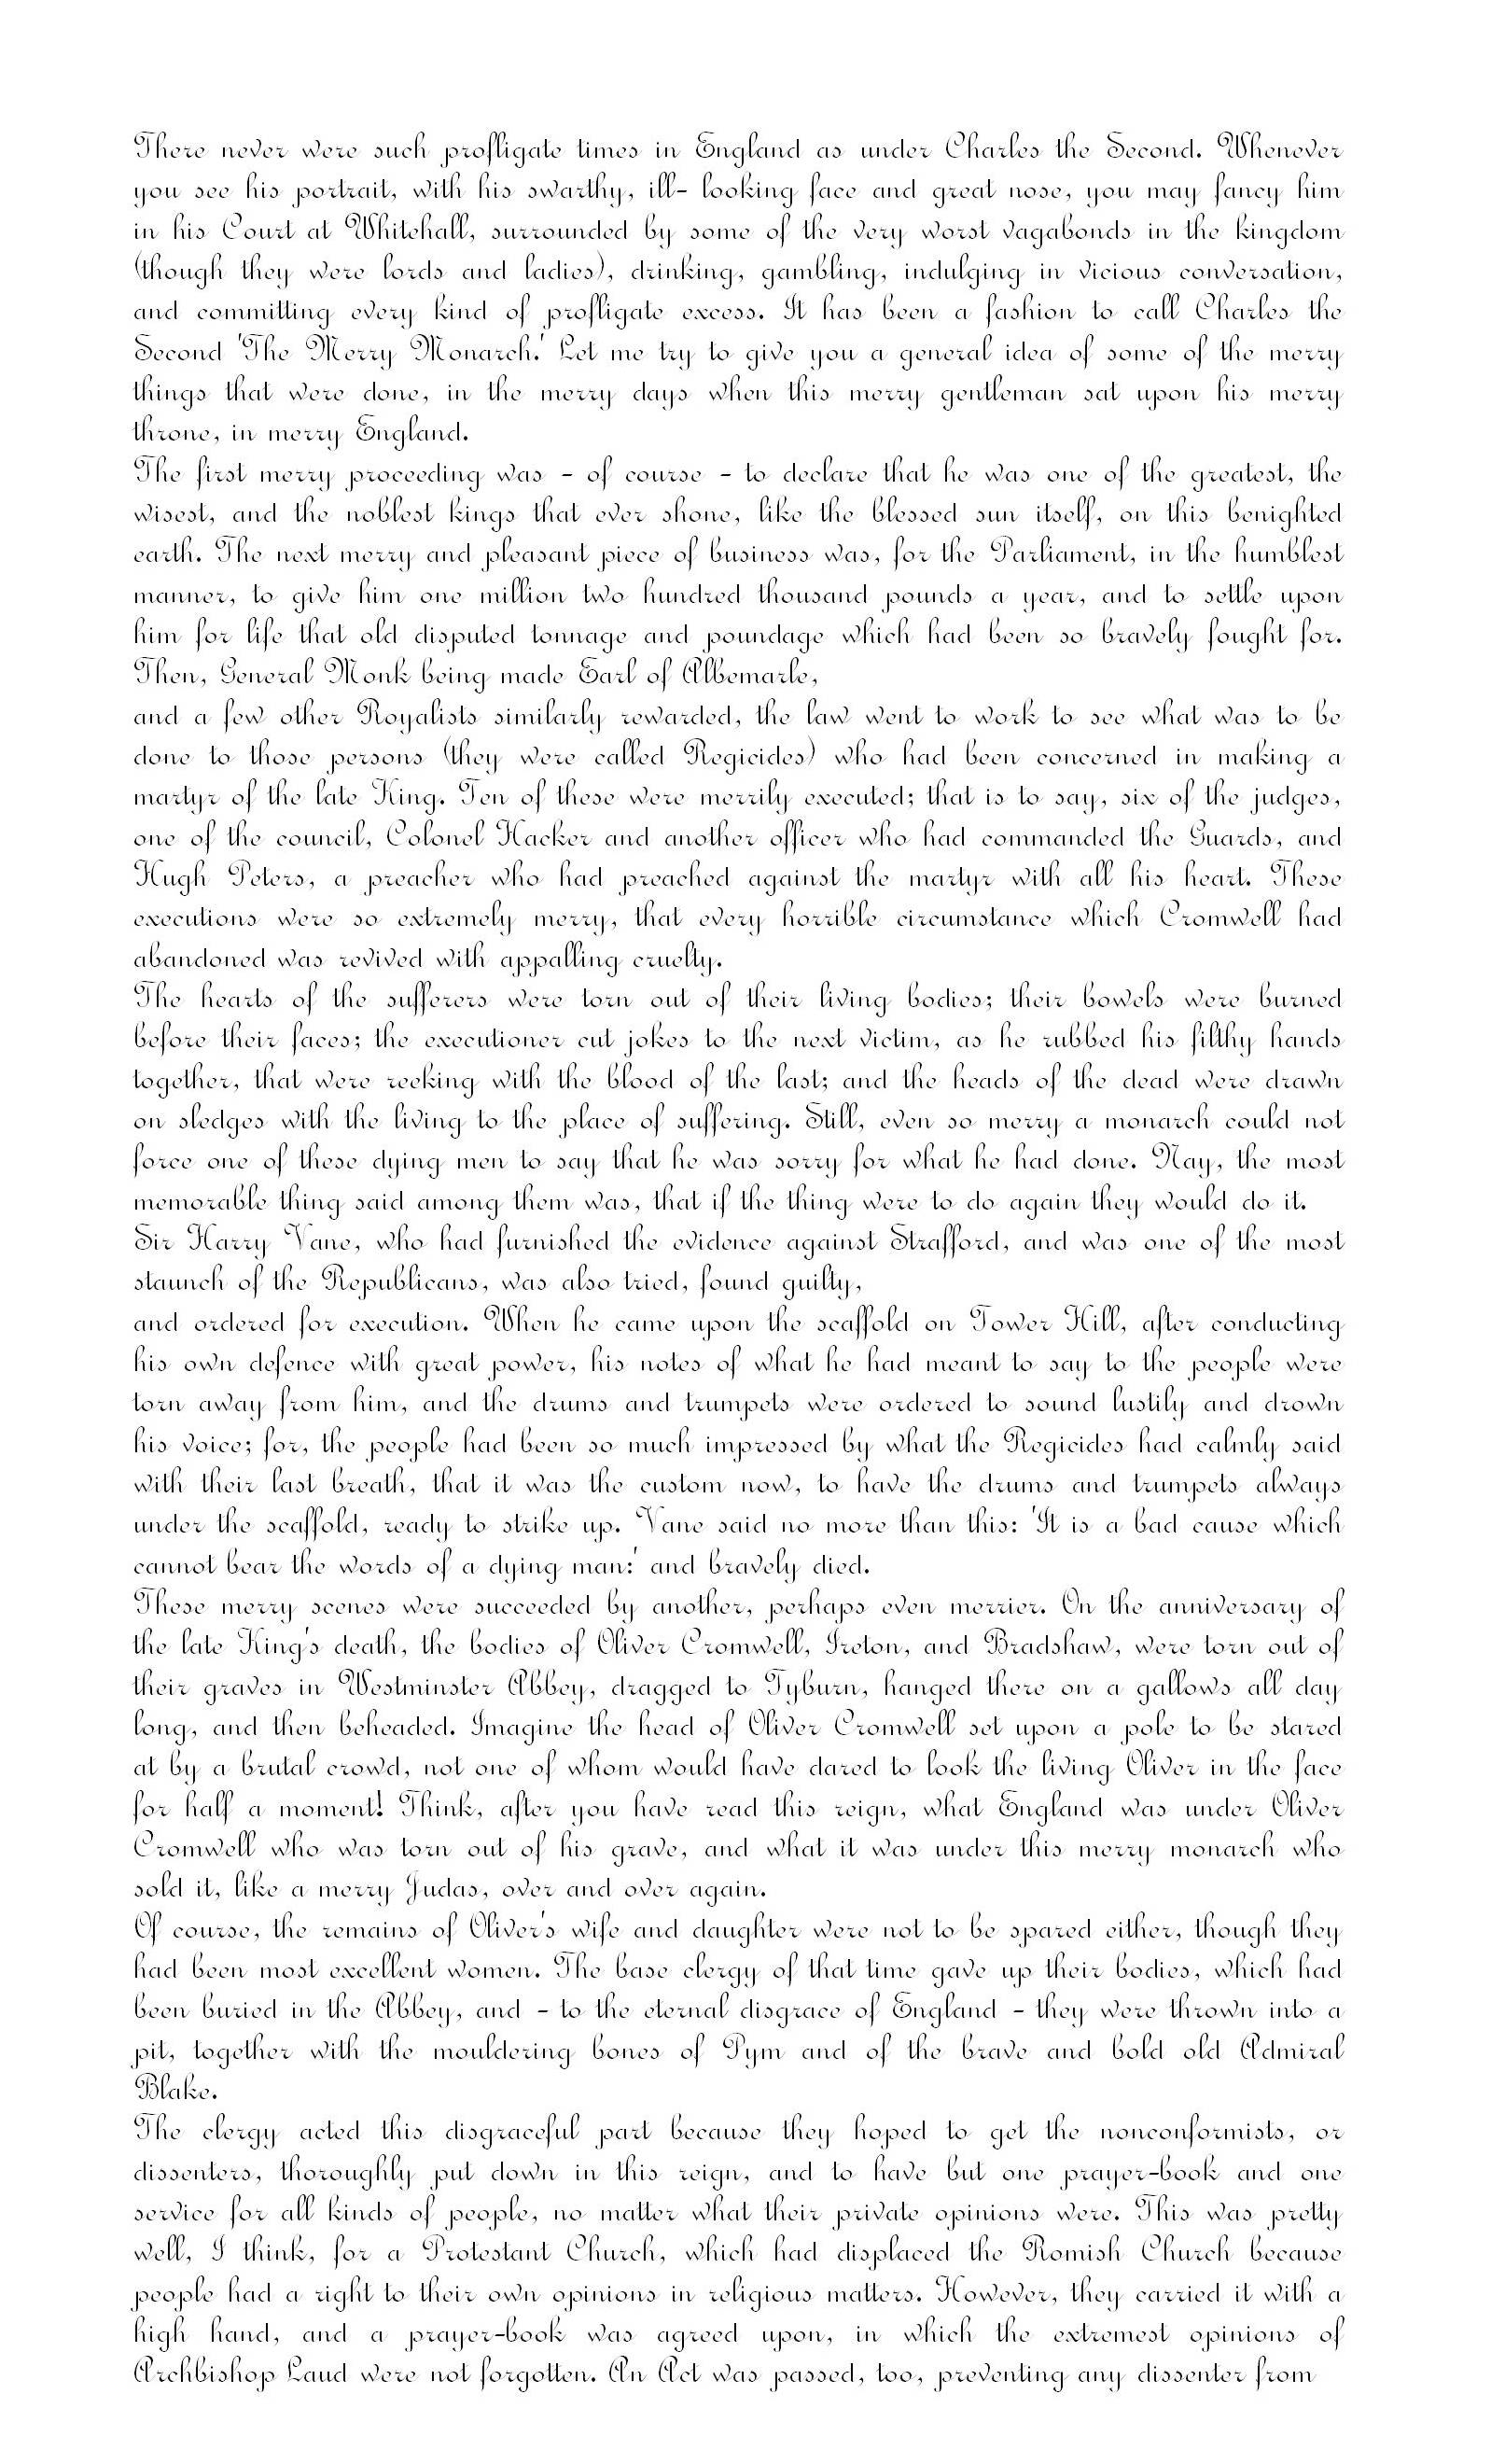 There never were such profligate times in England as under Charles the Second. Whenever
you see his portrait, with his swarthy, ill- looking face and great nose, you may fancy him
in his Court at Whitehall, surrounded by some of the very worst vagabonds in the kingdom
(though they were lords and ladies), drinking, gambling, indulging in vicious conversation,
and committing every kind of profligate excess. It has been a fashion to call Charles the
Second 'The Merry Monarch.' Let me try to give you a general idea of some of the merry
things that were done, in the merry days when this merry gentleman sat upon his merry
throne, in merry England.
The first merry proceeding was - of course - to declare that he was one of the greatest, the
wisest, and the noblest kings that ever shone, like the blessed sun itself, on this benighted
earth. The next merry and pleasant piece of business was, for the Parliament, in the humblest
manner, to give him one million two hundred thousand pounds a year, and to settle upon
him for life that old disputed tonnage and poundage which had been so bravely fought for.
Then, General Monk being made Earl of Albemarle,
and a few other Royalists similarly rewarded, the law went to work to see what was to be
done to those persons (they were called Regicides) who had been concerned in making a
martyr of the late King. Ten of these were merrily executed; that is to say, six of the judges,
one of the council, Colonel Hacker and another officer who had commanded the Guards, and
Hugh Peters, a preacher who had preached against the martyr with all his heart. These
executions were so extremely merry, that every horrible circumstance which Cromwell had
abandoned was revived with appalling cruelty.
The hearts of the sufferers were torn out of their living bodies; their bowels were burned
before their faces; the executioner cut jokes to the next victim, as he rubbed his filthy hands
together, that were reeking with the blood of the last; and the heads of the dead were drawn
on sledges with the living to the place of suffering. Still, even so merry a monarch could not
force one of these dying men to say that he was sorry for what he had done. Nay, the most
memorable thing said among them was, that if the thing were to do again they would do it.
Sir Harry Vane, who had furnished the evidence against Strafford, and was one of the most
staunch of the Republicans, was also tried, found guilty,
and ordered for execution. When he came upon the scaffold on Tower Hill, after conducting
his own defence with great power, his notes of what he had meant to say to the people were
torn away from him, and the drums and trumpets were ordered to sound lustily and drown
his voice; for, the people had been so much impressed by what the Regicides had calmly said
with their last breath, that it was the custom now, to have the drums and trumpets always
under the scaffold, ready to strike up. Vane said no more than this: 'It is a bad cause which
cannot bear the words of a dying man:' and bravely died.
These merry scenes were succeeded by another, perhaps even merrier. On the anniversary of
the late King's death, the bodies of Oliver Cromwell, Ireton, and Bradshaw, were torn out of
their graves in Westminster Abbey, dragged to Tyburn, hanged there on a gallows all day
long, and then beheaded. Imagine the head of Oliver Cromwell set upon a pole to be stared
at by a brutal crowd, not one of whom would have dared to look the living Oliver in the face
for half a moment! Think, after you have read this reign, what England was under Oliver
Cromwell who was torn out of his grave, and what it was under this merry monarch who
sold it, like a merry Judas, over and over again.
Of course, the remains of Oliver's wife and daughter were not to be spared either, though they
had been most excellent women. The base clergy of that time gave up their bodies, which had
been buried in the Abbey, and - to the eternal disgrace of England - they were thrown into a
pit, together with the mouldering bones of Pym and of the brave and bold old Admiral
Blake.
The clergy acted this disgraceful part because they hoped to get the nonconformists, or
dissenters, thoroughly put down in this reign, and to have but one prayer-book and one
service for all kinds of people, no matter what their private opinions were. This was pretty
well, I think, for a Protestant Church, which had displaced the Romish Church because
people had a right to their own opinions in religious matters. However, they carried it with a
high hand, and a prayer-book was agreed upon, in which the extremest opinions of
Archbishop Laud were not forgotten. An Act was passed, too, preventing any dissenter from